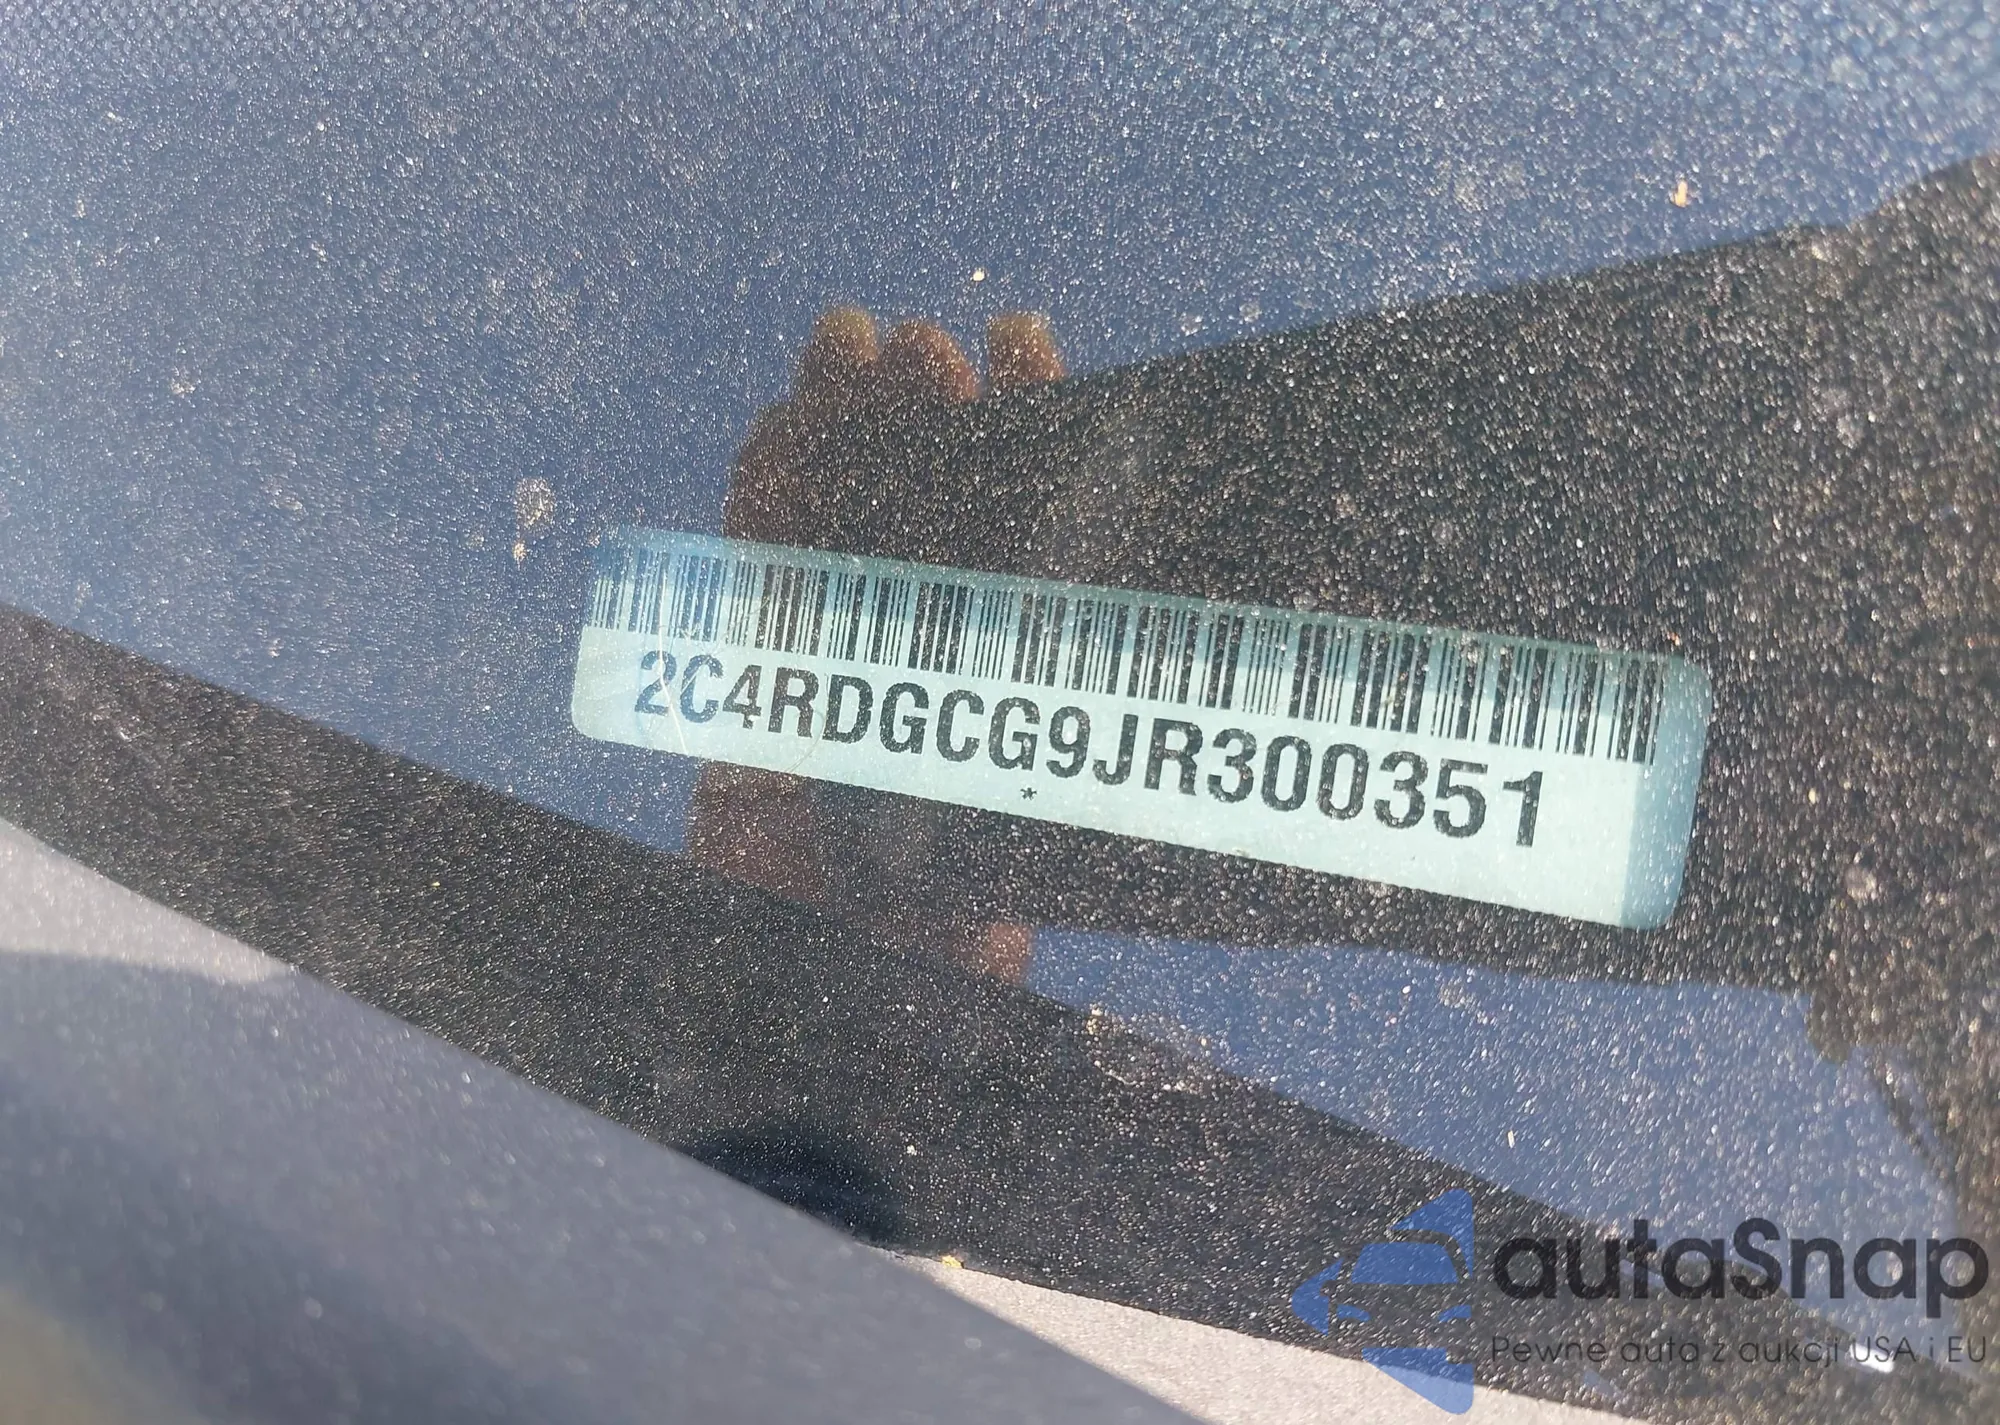 2C4RDGCG9JR300351
*
autaSnap
Pewne auta z aukcji USA i EU